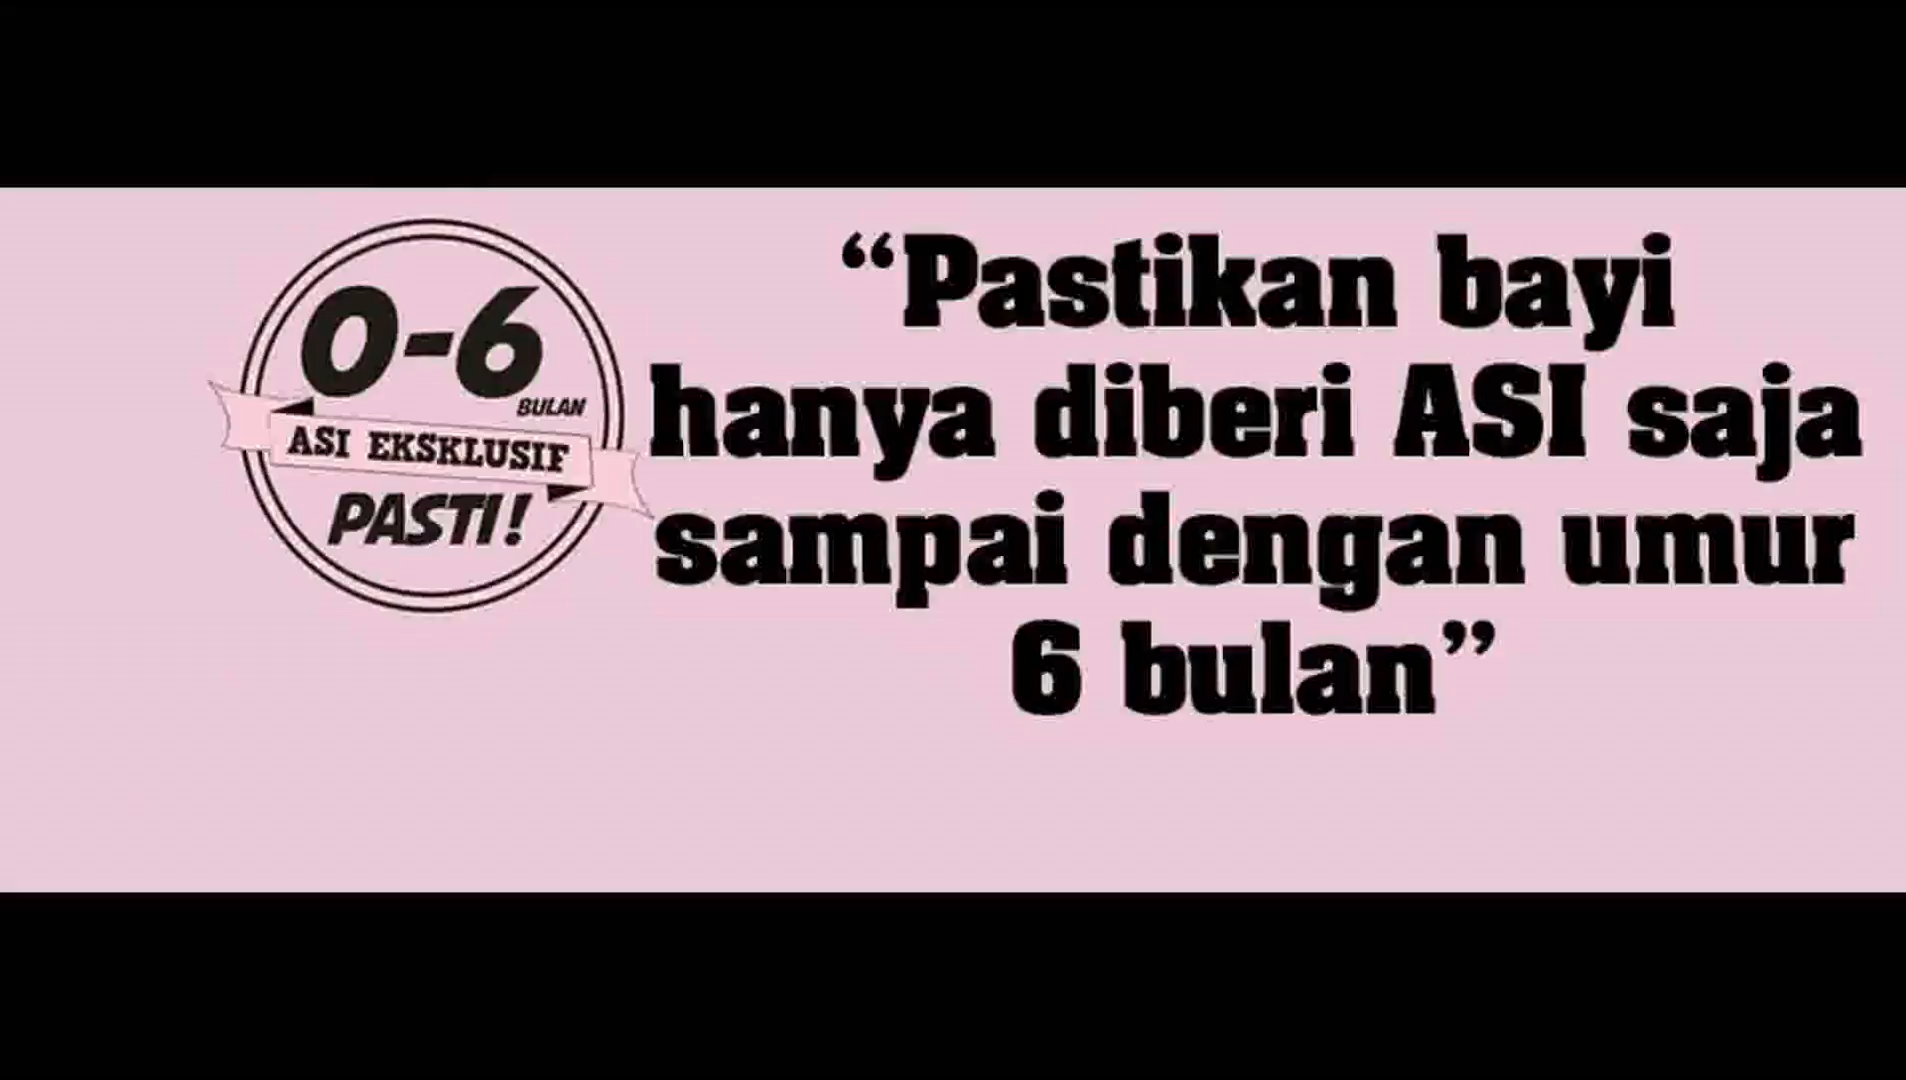 0-6
BULAN
ASI EKSKLUSIF
PASTI!
“Pastikan bayi
hanya diberi ASI saja
sampai dengan umur
6 bulan”